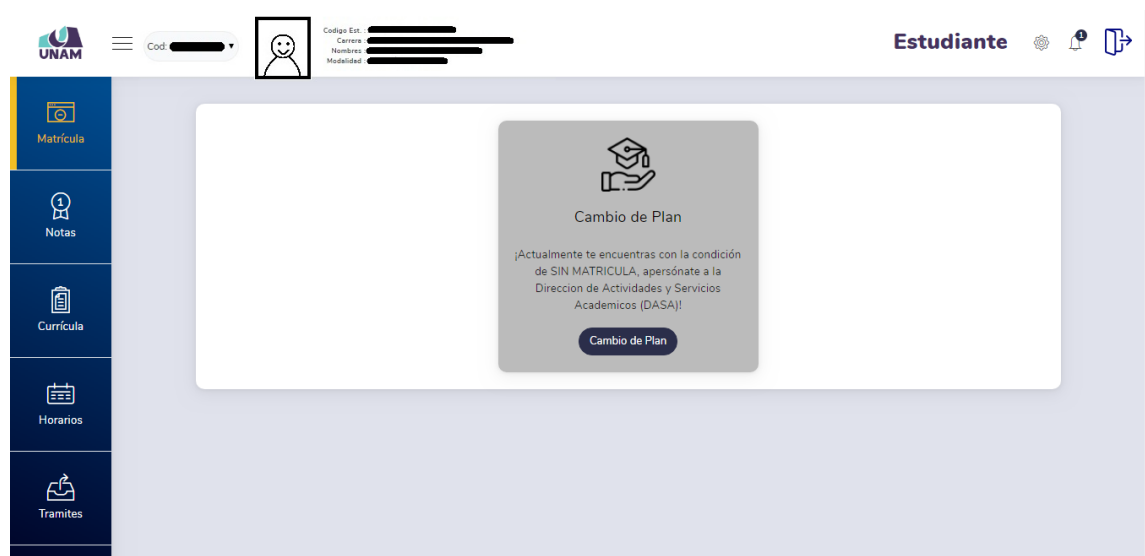 UNAM
Cod:
Codigo Est. :
Carrera :
Nombres :
Modalidad :
Estudiante
1
Matrícula
1
Notas
Currícula
Horarios
Tramites
Cambio de Plan
¡Actualmente te encuentras con la condición
de SIN MATRICULA, apersónate a la
Direccion de Actividades y Servicios
Academicos (DASA)!
Cambio de Plan